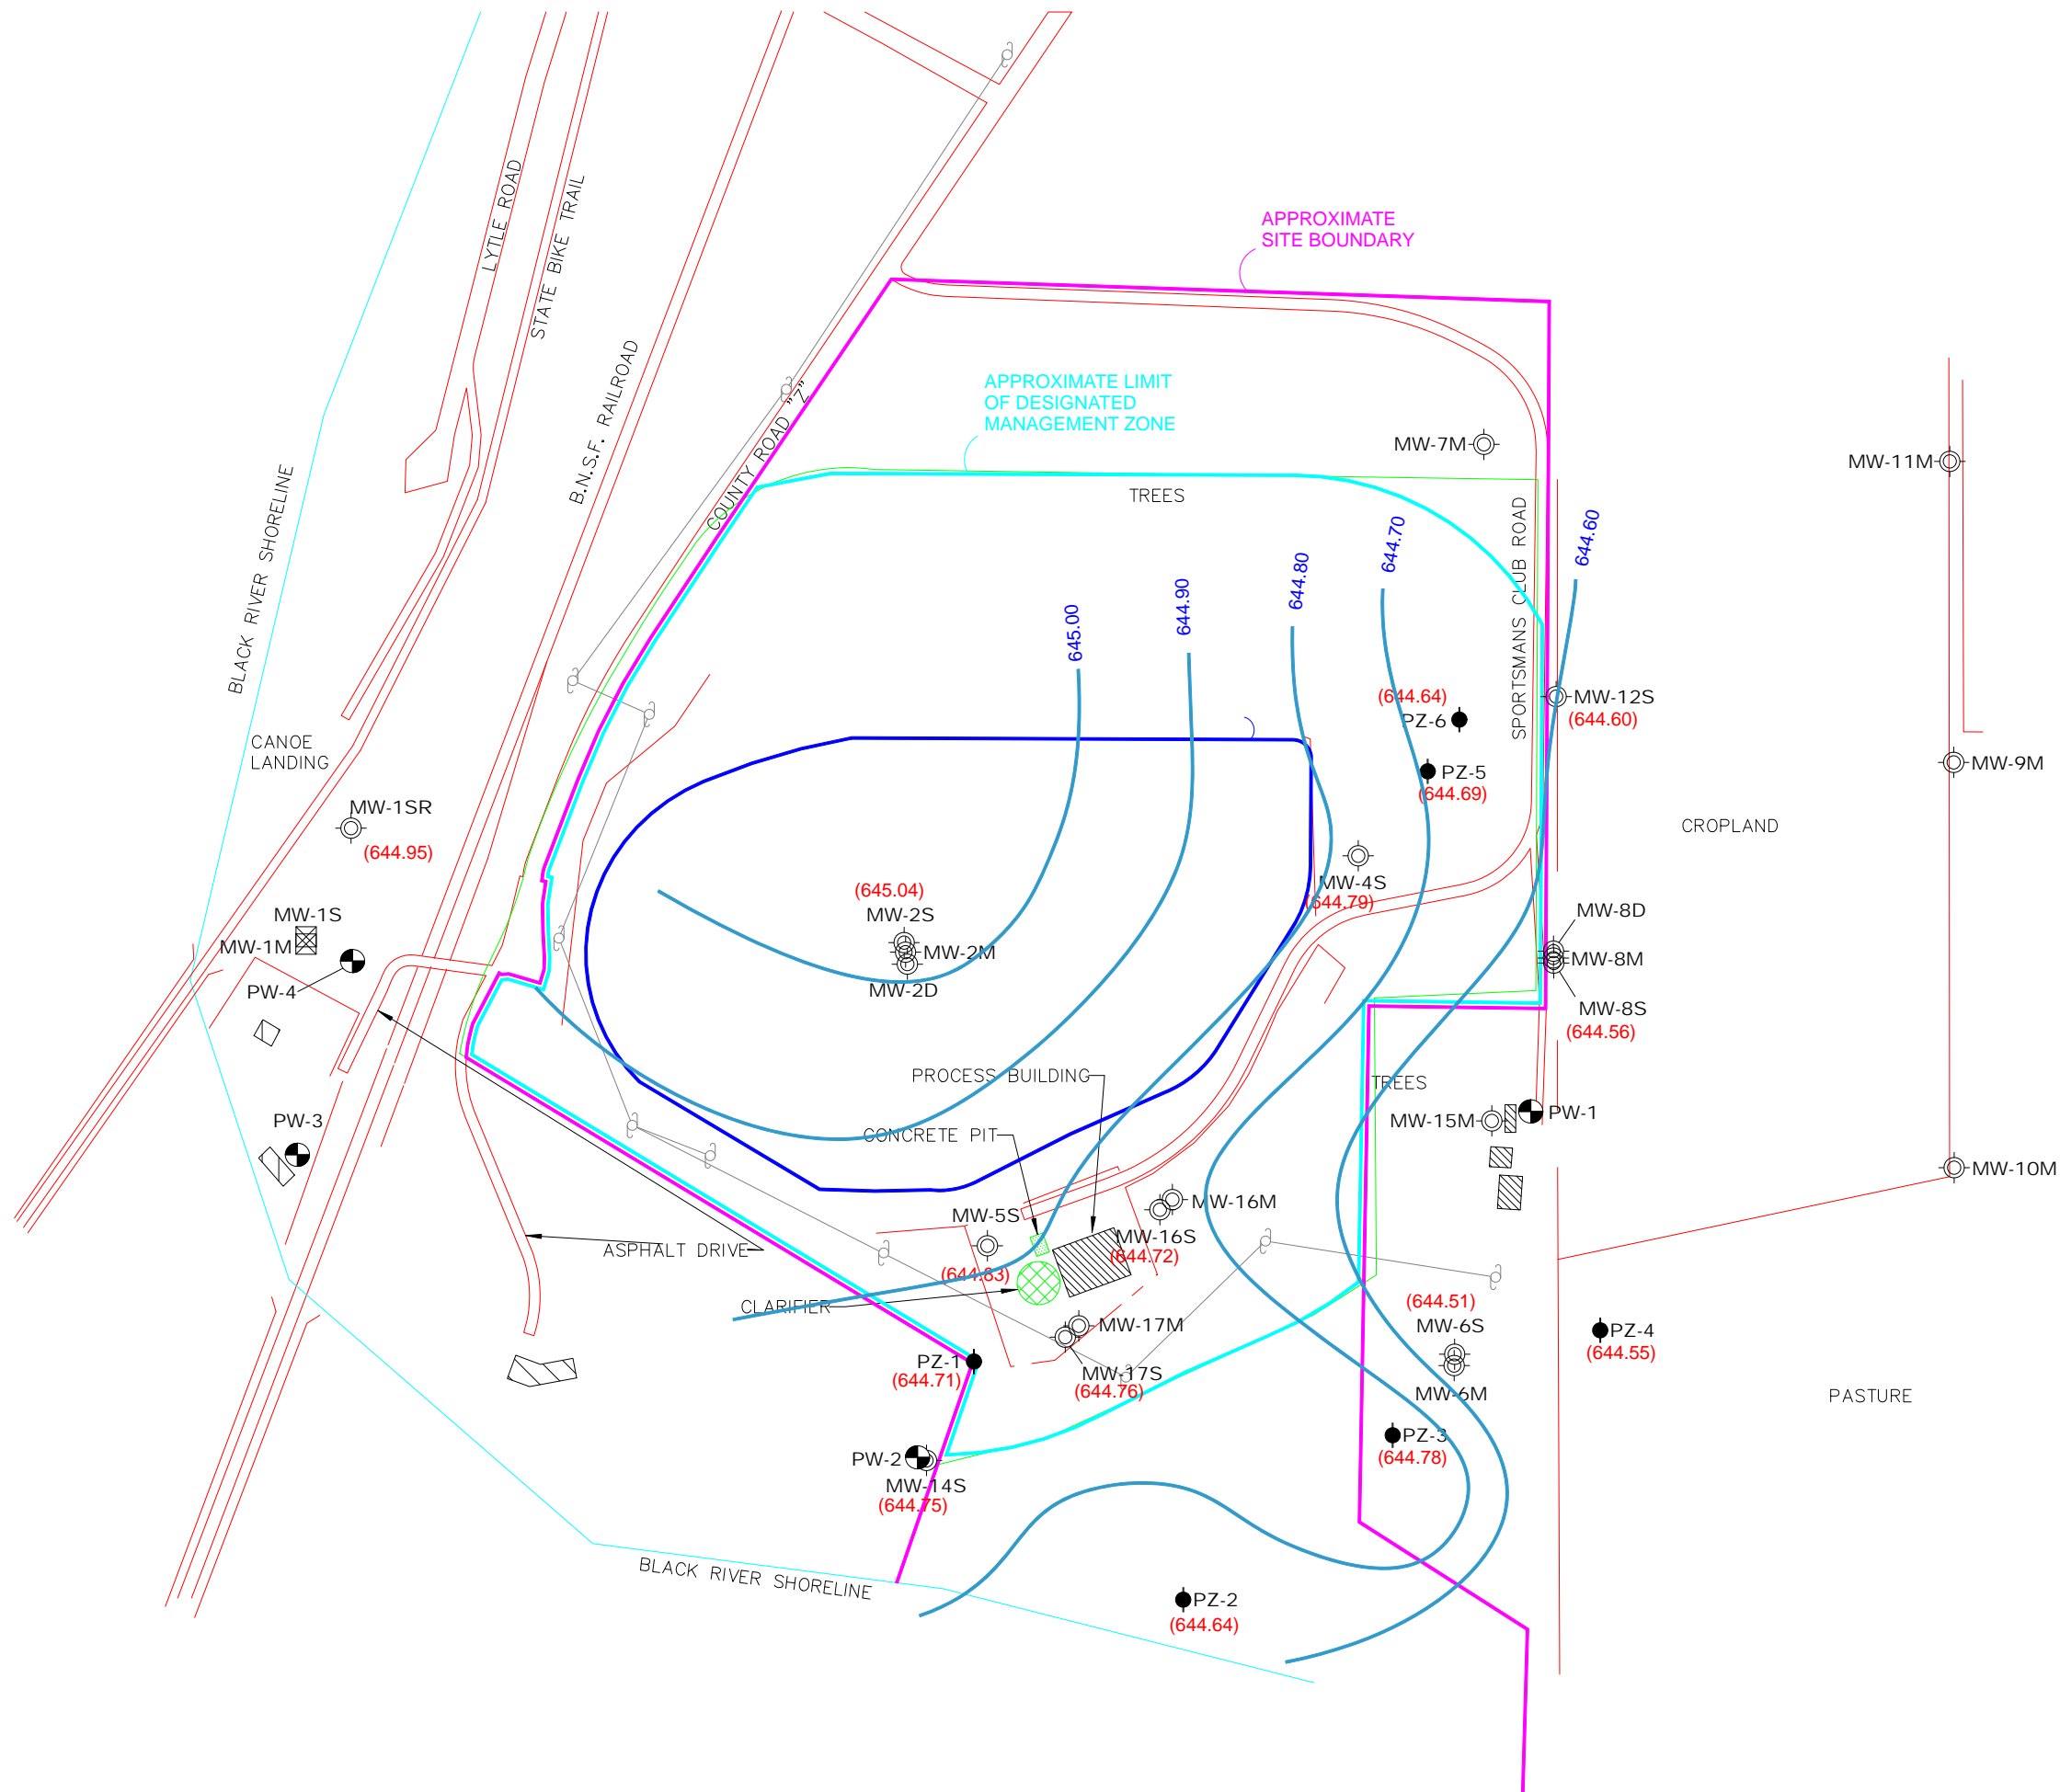 APPROXIMATE
SITE BOUNDARY
LYTLE ROAD
STATE BIKE TRAIL
B.N.S.F. RAILROAD
COUNTY ROAD "Z"
APPROXIMATE LIMIT
OF DESIGNATED
MANAGEMENT ZONE
TREES
MW-7M
MW-11M
BLACK RIVER SHORELINE
SPORTSMANS CLUB ROAD
645.00
644.90
644.80
644.70
644.60
(644.64)
PZ-6
MW-12S
(644.60)
PZ-5
(644.69)
MW-9M
CANOE
LANDING
MW-1SR
(644.95)
CROPLAND
(645.04)
MW-2S
MW-2M
MW-2D
MW-4S
(644.79)
MW-1S
MW-1M
PW-4
MW-8D
MW-8M
MW-8S
(644.56)
PROCESS BUILDING
TREES
MW-15M
PW-1
PW-3
CONCRETE PIT
MW-10M
MW-5S
(644.83)
MW-16M
MW-16S
(644.72)
ASPHALT DRIVE
CLARIFIER
MW-17M
MW-17S
(644.76)
PZ-1
(644.71)
(644.51)
MW-6S
MW-6M
PZ-4
(644.55)
PASTURE
PZ-3
(644.78)
PW-2
MW-14S
(644.75)
BLACK RIVER SHORELINE
PZ-2
(644.64)